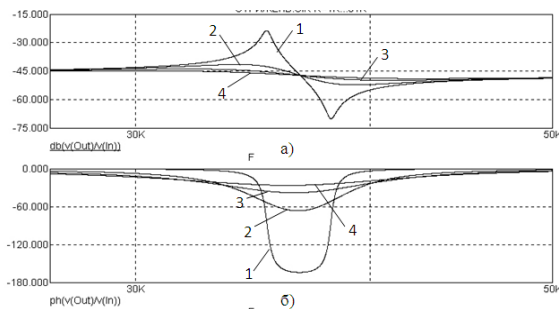 -15.000
-30.000
-45.000
-60.000
-75.000
2
1
3
4
30K
50K
db(v(Out)/v(In))
F
а)
0.000
-60.000
-120.000
-180.000
3
2
4
1
30K
50K
ph(v(Out)/v(In))
б)